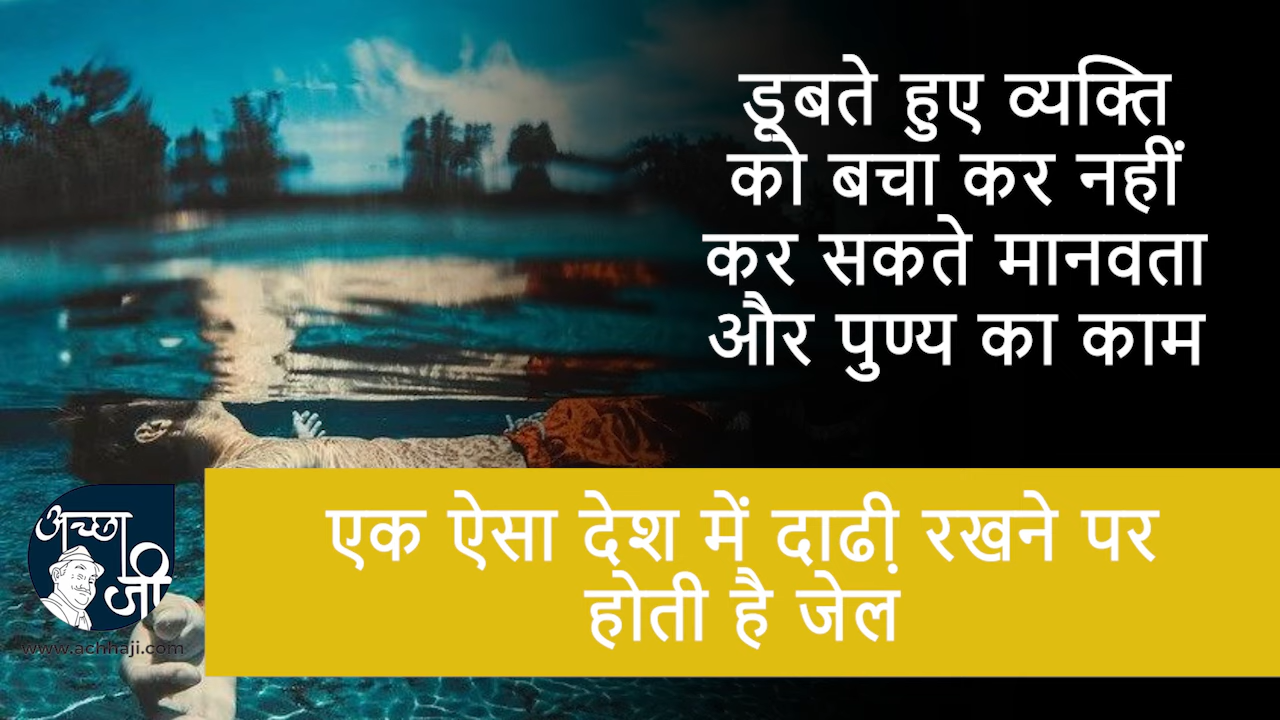 डूबते हुए व्यक्ति
को बचा कर नहीं
कर सकते मानवता
और पुण्य का काम
एक ऐसा देश में दाढी़ रखने पर
होती है जेल
अच्छा
जी
www.achhaji.com